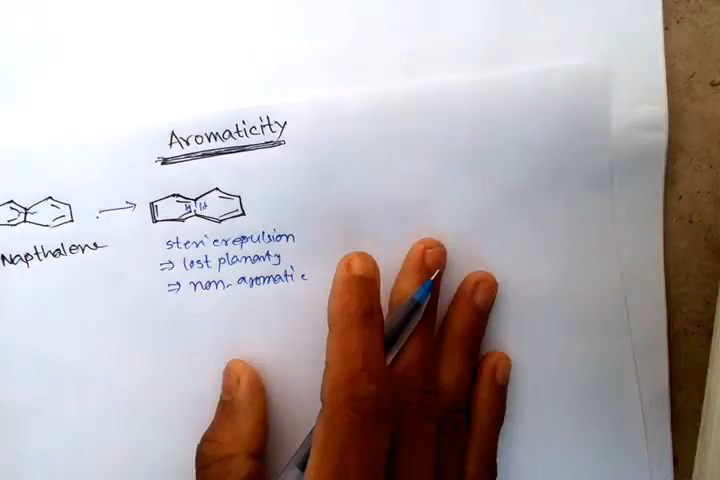 Aromaticity
H H
Napthalene
steric repulsion
⇒ lost planarity
⇒ non-aromatic